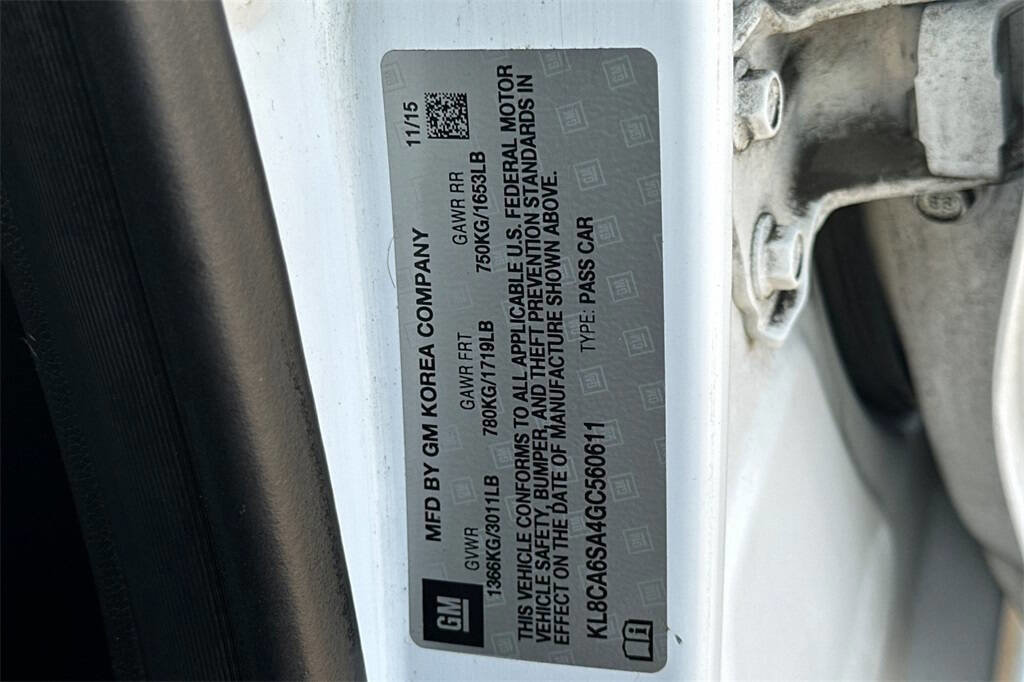 GM
MFD BY GM KOREA COMPANY
11/15
GVWR
GAWR FRT
GAWR RR
1366KG/3011LB
780KG/1719LB
750KG/1653LB
THIS VEHICLE CONFORMS TO ALL APPLICABLE U.S. FEDERAL MOTOR
VEHICLE SAFETY, BUMPER, AND THEFT PREVENTION STANDARDS IN
EFFECT ON THE DATE OF MANUFACTURE SHOWN ABOVE.
KL8CA6SA4GC560611
TYPE: PASS CAR